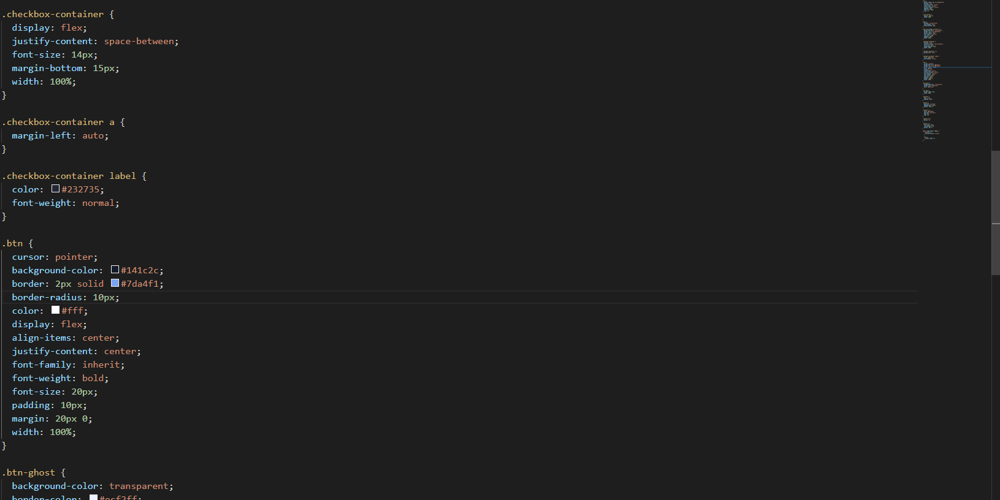 .checkbox-container {
  display: flex;
  justify-content: space-between;
  font-size: 14px;
  margin-bottom: 15px;
  width: 100%;
}

.checkbox-container a {
  margin-left: auto;
}

.checkbox-container label {
  color: #232735;
  font-weight: normal;
}

.btn {
  cursor: pointer;
  background-color: #141c2c;
  border: 2px solid #7da4f1;
  border-radius: 10px;
  color: #fff;
  display: flex;
  align-items: center;
  justify-content: center;
  font-family: inherit;
  font-weight: bold;
  font-size: 20px;
  padding: 10px;
  margin: 20px 0;
  width: 100%;
}

.btn-ghost {
  background-color: transparent;
  border-color: #ecf2ff;